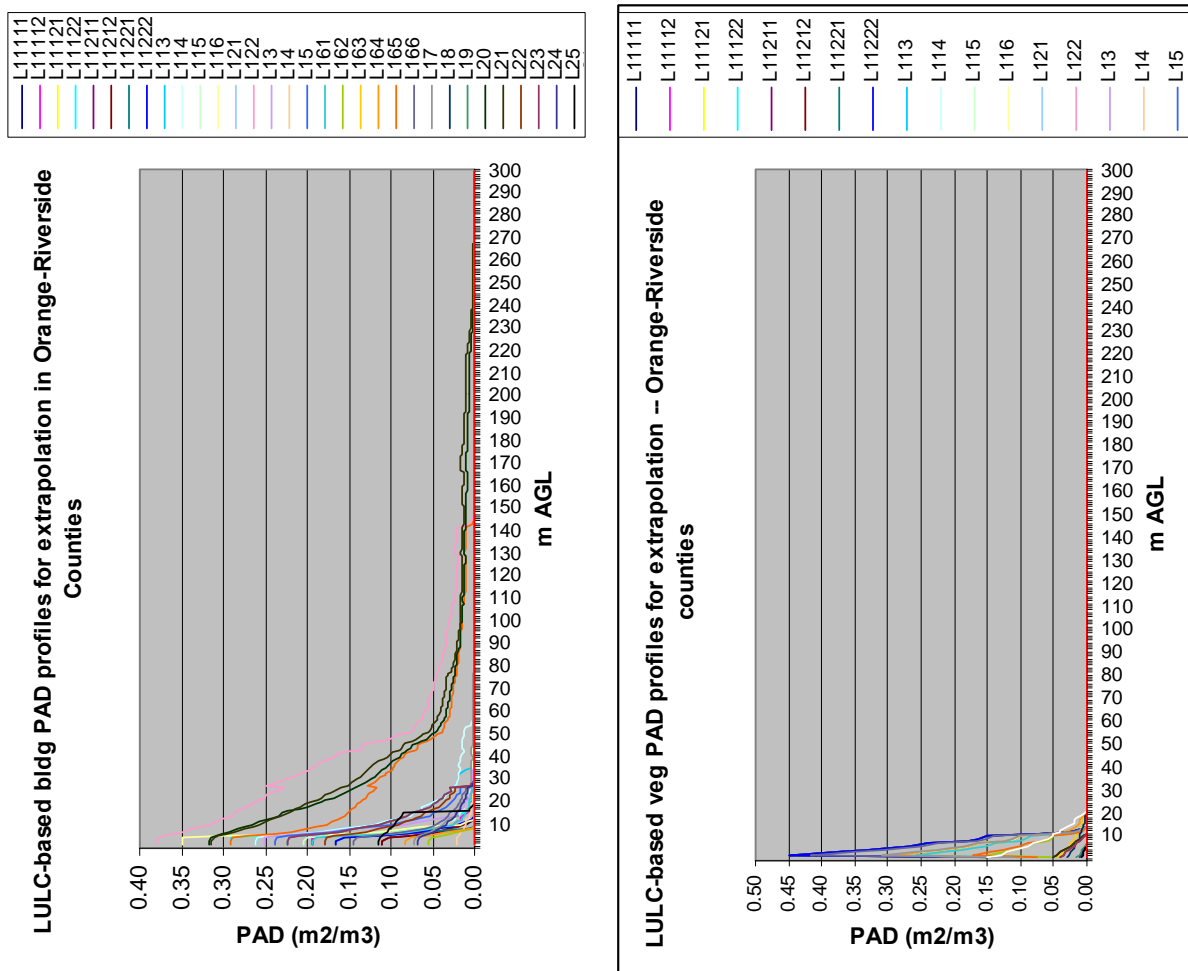 LULC-based bldg PAD profiles for extrapolation in Orange-Riverside
Counties
0.40
0.35
0.30
0.25
0.20
0.15
0.10
0.05
0.00
PAD (m2/m3)
10
20
30
40
50
60
70
80
90
100
110
120
130
140
150
160
170
180
190
200
210
220
230
240
250
260
270
280
290
300
m AGL
L11111
L11112
L11121
L11122
L11211
L11212
L11221
L11222
L113
L114
L115
L116
L121
L122
L13
L14
L15
L161
L162
L163
L164
L165
L166
L17
L18
L19
L20
L21
L22
L23
L24
L25
LULC-based veg PAD profiles for extrapolation -- Orange-Riverside
counties
0.50
0.45
0.40
0.35
0.30
0.25
0.20
0.15
0.10
0.05
0.00
PAD (m2/m3)
10
20
30
40
50
60
70
80
90
100
110
120
130
140
150
160
170
180
190
200
210
220
230
240
250
260
270
280
290
300
m AGL
L11111
L11112
L11121
L11122
L11211
L11212
L11221
L11222
L113
L114
L115
L116
L121
L122
L13
L14
L15